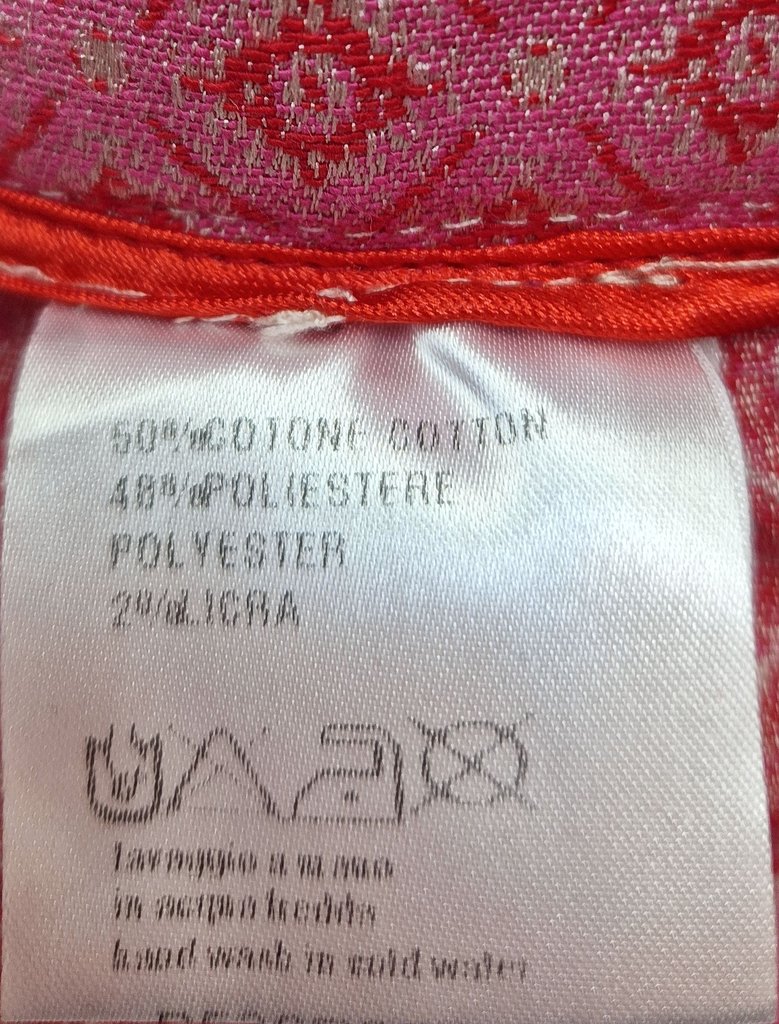 50%COTONE COTTON
48%POLIESTERE
POLYESTER
2%LICRA
lavaggio a mano
in acqua fredda
hand wash in cold water